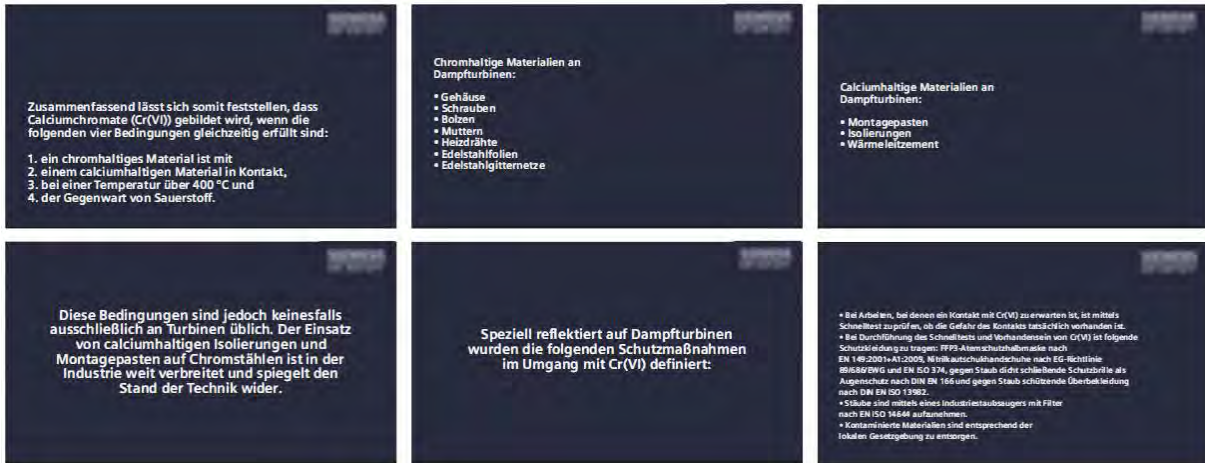 Zusammenfassend lässt sich somit feststellen, dass
Calciumchromate (Cr(VI)) gebildet wird, wenn die
folgenden vier Bedingungen gleichzeitig erfüllt sind:
1. ein chromhaltiges Material ist mit
2. einem calciumhaltigen Material in Kontakt,
3. bei einer Temperatur über 400 °C und
4. der Gegenwart von Sauerstoff.
Chromhaltige Materialien an
Dampfturbinen:
• Gehäuse
• Schrauben
• Bolzen
• Muttern
• Heizdrähte
• Edelstahlfolien
• Edelstahlgitternetze
Calciumhaltige Materialien an
Dampfturbinen:
• Montagepasten
• Isolierungen
• Wärmeleitzement
Diese Bedingungen sind jedoch keinesfalls
ausschließlich an Turbinen üblich. Der Einsatz
von calciumhaltigen Isolierungen und
Montagepasten auf Chromstählen ist in der
Industrie weit verbreitet und spiegelt den
Stand der Technik wider.
Speziell reflektiert auf Dampfturbinen
wurden die folgenden Schutzmaßnahmen
im Umgang mit Cr(VI) definiert:
• Bei Arbeiten, bei denen ein Kontakt mit Cr(VI) zu erwarten ist, ist mittels
Schnelltest zu prüfen, ob die Gefahr des Kontakts tatsächlich vorhanden ist.
• Bei Durchführung des Schnelltests und Vorhandensein von Cr(VI) ist folgende
Schutzkleidung zu tragen: FFP3-Atemschutzhalbmaske nach
EN 149:2001+A1:2009, Nitrilkautschukhandschuhe nach EG-Richtlinie
89/686/EWG und EN ISO 374, gegen Staub dicht schließende Schutzbrille als
Augenschutz nach DIN EN 166 und gegen Staub schützende Überbekleidung
nach DIN EN ISO 13982.
• Stäube sind mittels eines Industriestaubsaugers mit Filter
nach EN ISO 14644 aufzunehmen.
• Kontaminierte Materialien sind entsprechend der
lokalen Gesetzgebung zu entsorgen.